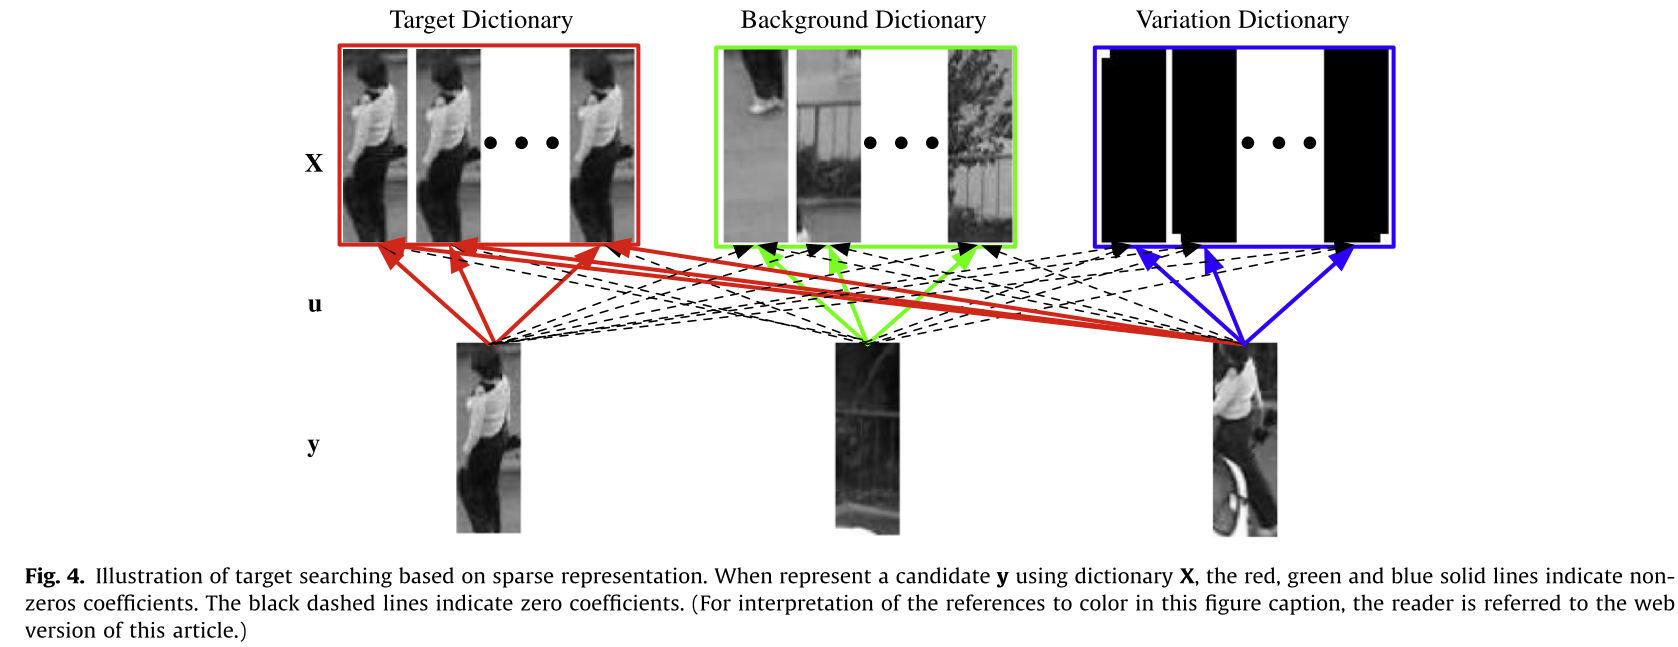 Target Dictionary Background Dictionary Variation Dictionary
X
u
y
Fig. 4. Illustration of target searching based on sparse representation. When represent a candidate y using dictionary X, the red, green and blue solid lines indicate non-
zeros coefficients. The black dashed lines indicate zero coefficients. (For interpretation of the references to color in this figure caption, the reader is referred to the web
version of this article.)